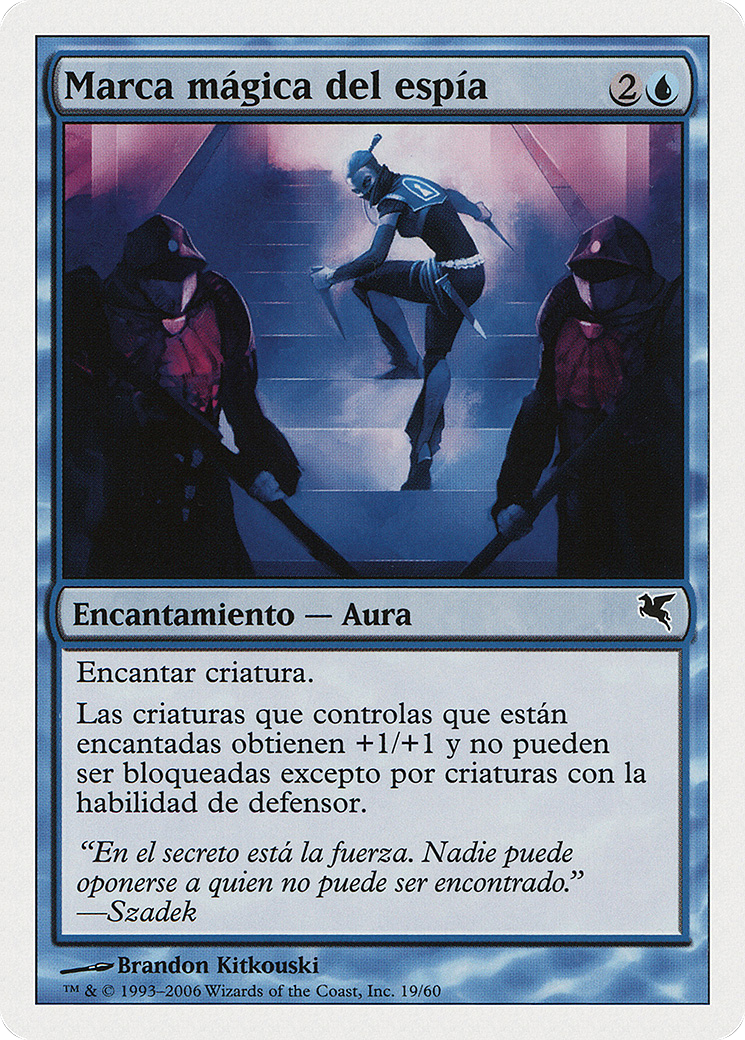 Marca mágica del espía 2
Encantamiento — Aura
Encantar criatura.
Las criaturas que controlas que están
encantadas obtienen +1/+1 y no pueden
ser bloqueadas excepto por criaturas con la
habilidad de defensor.
“En el secreto está la fuerza. Nadie puede
oponerse a quien no puede ser encontrado.”
—Szadek
Brandon Kitkouski
™ & © 1993–2006 Wizards of the Coast, Inc. 19/60